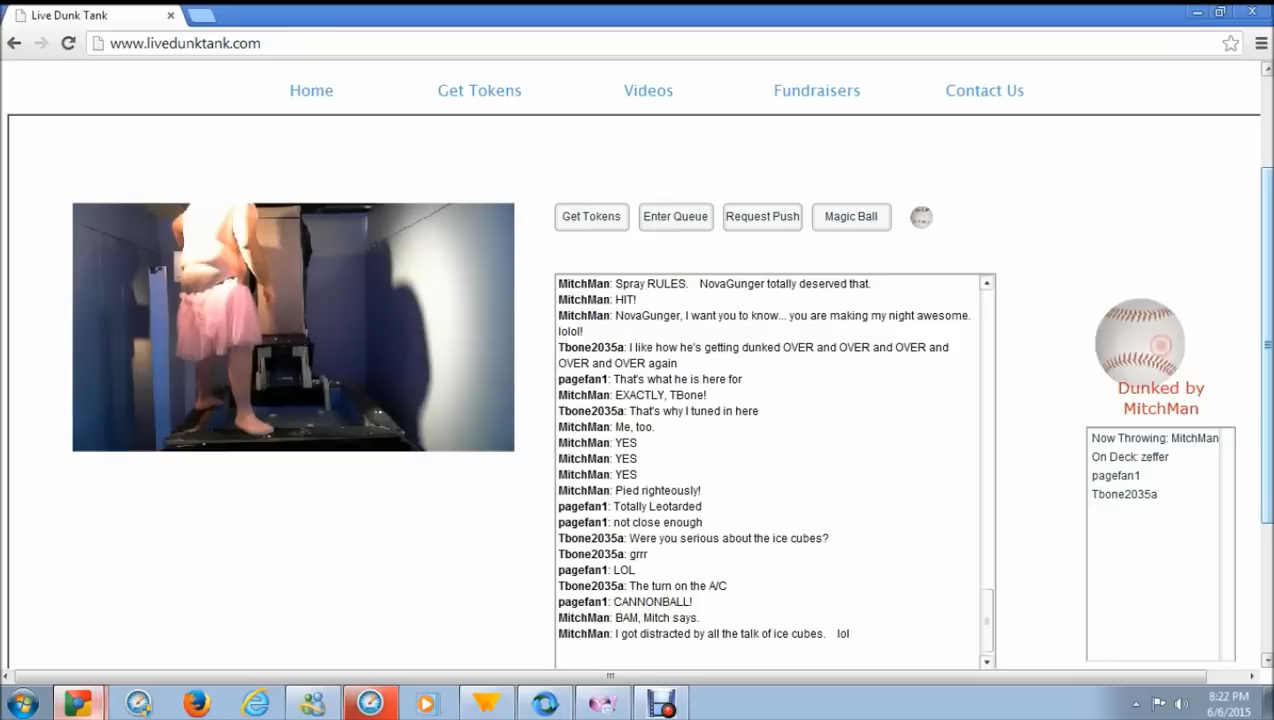 Live Dunk Tank
www.livedunktank.com
Home
Get Tokens
Videos
Fundraisers
Contact Us
Get Tokens
Enter Queue
Request Push
Magic Ball
MitchMan: Spray RULES. NovaGunger totally deserved that.
MitchMan: HIT!
MitchMan: NovaGunger, I want you to know... you are making my night awesome.
lolol!
Tbone2035a: I like how he's getting dunked OVER and OVER and OVER and
OVER and OVER again
pagefan1: That's what he is here for
MitchMan: EXACTLY, TBone!
Tbone2035a: That's why I tuned in here
MitchMan: Me, too.
MitchMan: YES
MitchMan: YES
MitchMan: YES
MitchMan: Pied righteously!
pagefan1: Totally Leotarded
pagefan1: not close enough
Tbone2035a: Were you serious about the ice cubes?
Tbone2035a: grrr
pagefan1: LOL
Tbone2035a: The turn on the A/C
pagefan1: CANNONBALL!
MitchMan: BAM, Mitch says.
MitchMan: I got distracted by all the talk of ice cubes. lol
Dunked by
MitchMan
Now Throwing: MitchMan
On Deck: zeffer
pagefan1
Tbone2035a
8:22 PM
6/6/2015